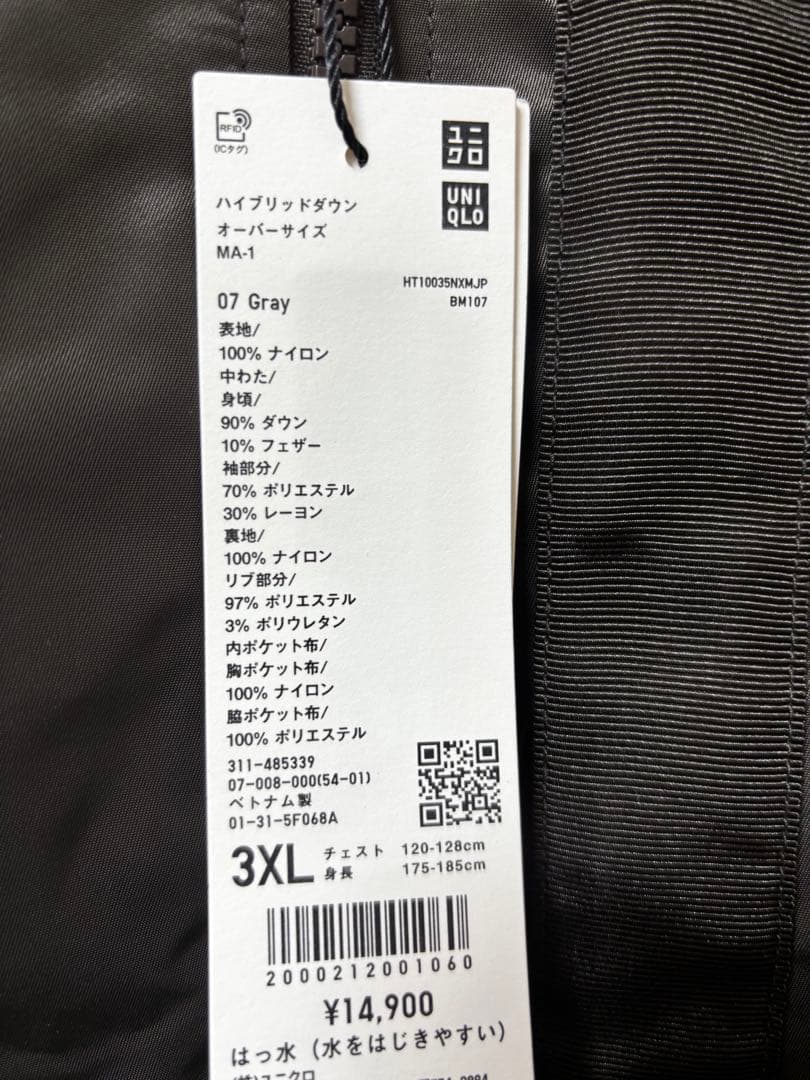 RFID
(ICタグ)
ユニ
クロ
UNI
QLO
ハイブリッドダウン
オーバーサイズ
MA-1
HT10035NXMJP
BM107
07 Gray
表地/
100% ナイロン
中わた/
身頃/
90% ダウン
10% フェザー
袖部分/
70% ポリエステル
30% レーヨン
裏地/
100% ナイロン
リブ部分/
97% ポリエステル
3% ポリウレタン
内ポケット布/
胸ポケット布/
100% ナイロン
脇ポケット布/
100% ポリエステル
311-485339
07-008-000(54-01)
ベトナム製
01-31-5F068A
3XL チェスト 120-128cm
身長 175-185cm
2000212001060
¥14,900
はっ水（水をはじきやすい）
(株)ユニクロ